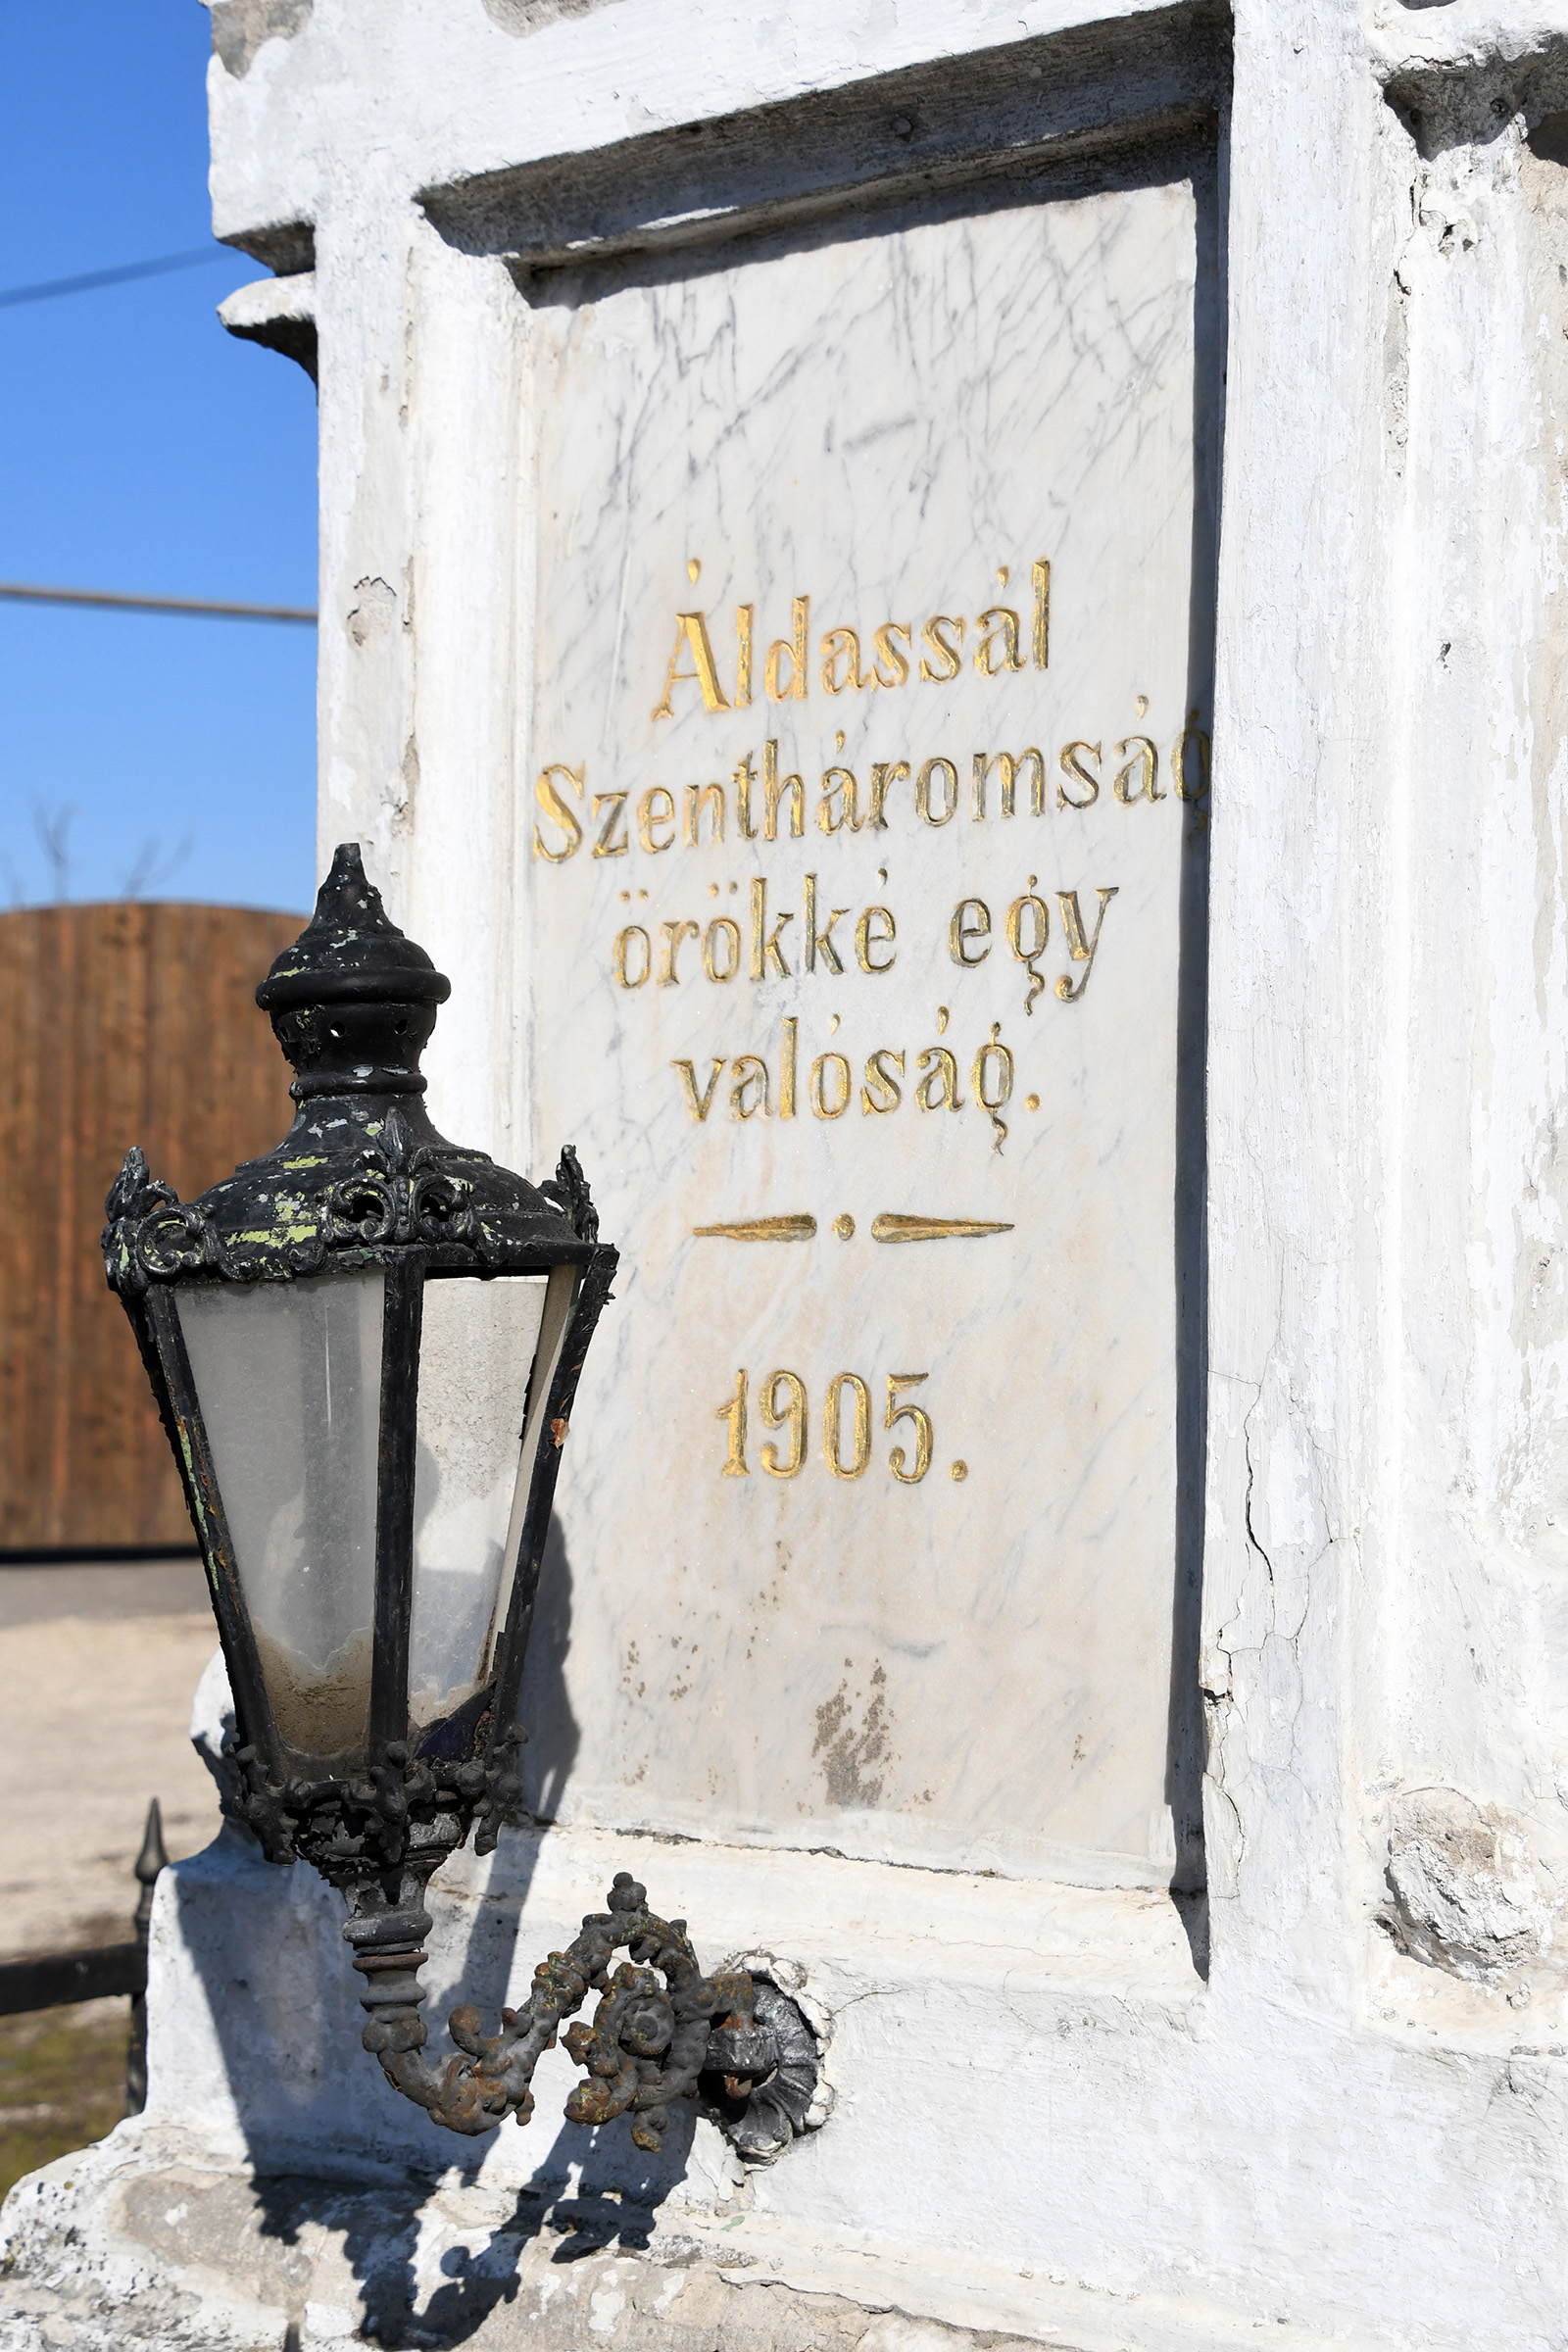 Áldassál
Szentháromság
örökké egy
valóság.
1905.